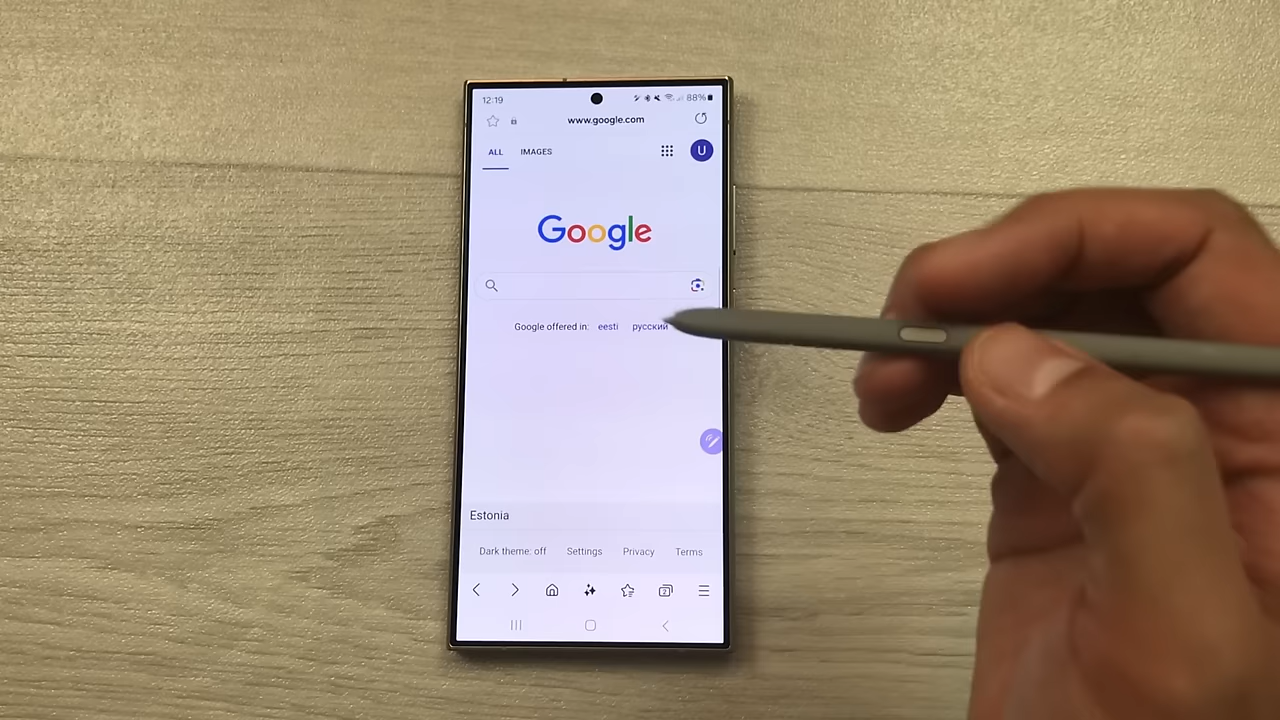 12:19 88%
www.google.com
ALL IMAGES U
Google
Google offered in: eesti русский
Estonia
Dark theme: off Settings Privacy Terms
2